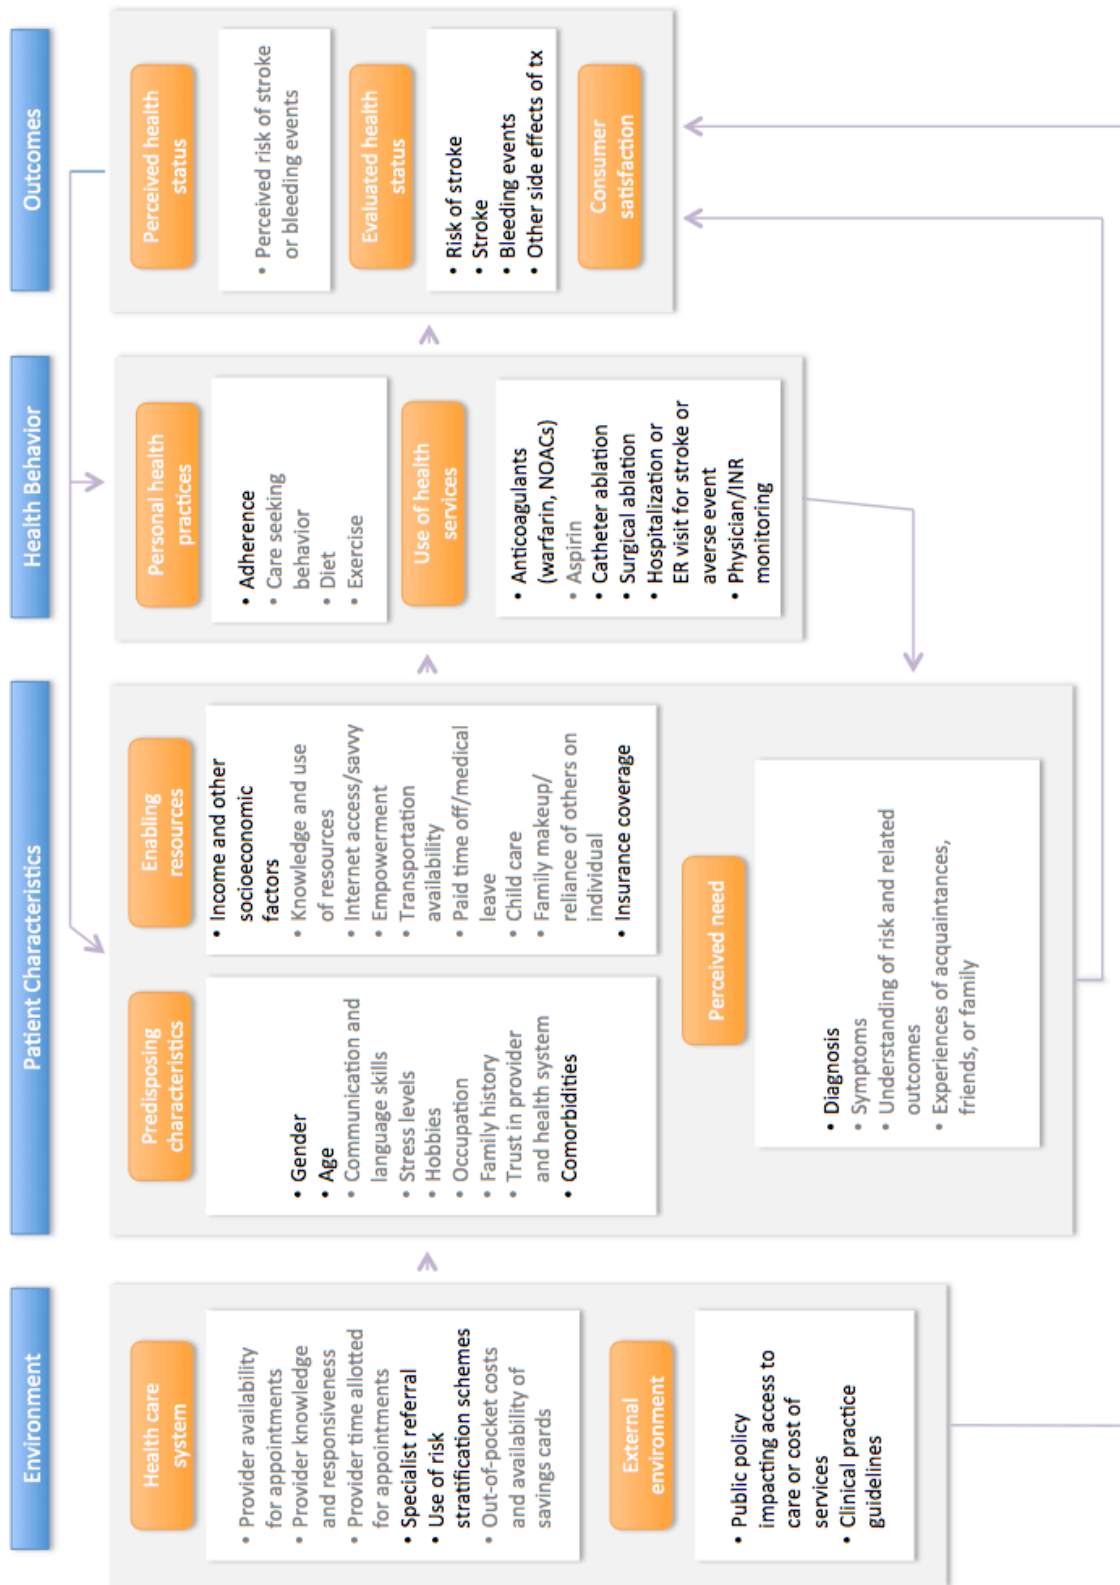 Environment
Health care
system
• Provider availability
for appointments
• Provider knowledge
and responsiveness
• Provider time allotted
for appointments
• Specialist referral
• Use of risk
stratification schemes
• Out-of-pocket costs
and availability of
savings cards
External
environment
• Public policy
impacting access to
care or cost of
services
• Clinical practice
guidelines
Patient Characteristics
Predisposing
characteristics
• Gender
• Age
• Communication and
language skills
• Stress levels
• Hobbies
• Occupation
• Family history
• Trust in provider
and health system
• Comorbidities
Enabling
resources
• Income and other
socioeconomic
factors
• Knowledge and use
of resources
• Internet access/savvy
• Empowerment
• Transportation
availability
• Paid time off/medical
leave
• Child care
• Family makeup/
reliance of others on
individual
• Insurance coverage
Perceived need
• Diagnosis
• Symptoms
• Understanding of risk and related
outcomes
• Experiences of acquaintances,
friends, or family
Health Behavior
Personal health
practices
• Adherence
• Care seeking
behavior
• Diet
• Exercise
Use of health
services
• Anticoagulants
(warfarin, NOACs)
• Aspirin
• Catheter ablation
• Surgical ablation
• Hospitalization or
ER visit for stroke or
averse event
• Physician/INR
monitoring
Outcomes
Perceived health
status
• Perceived risk of stroke
or bleeding events
Evaluated health
status
• Risk of stroke
• Stroke
• Bleeding events
• Other side effects of tx
Consumer
satisfaction